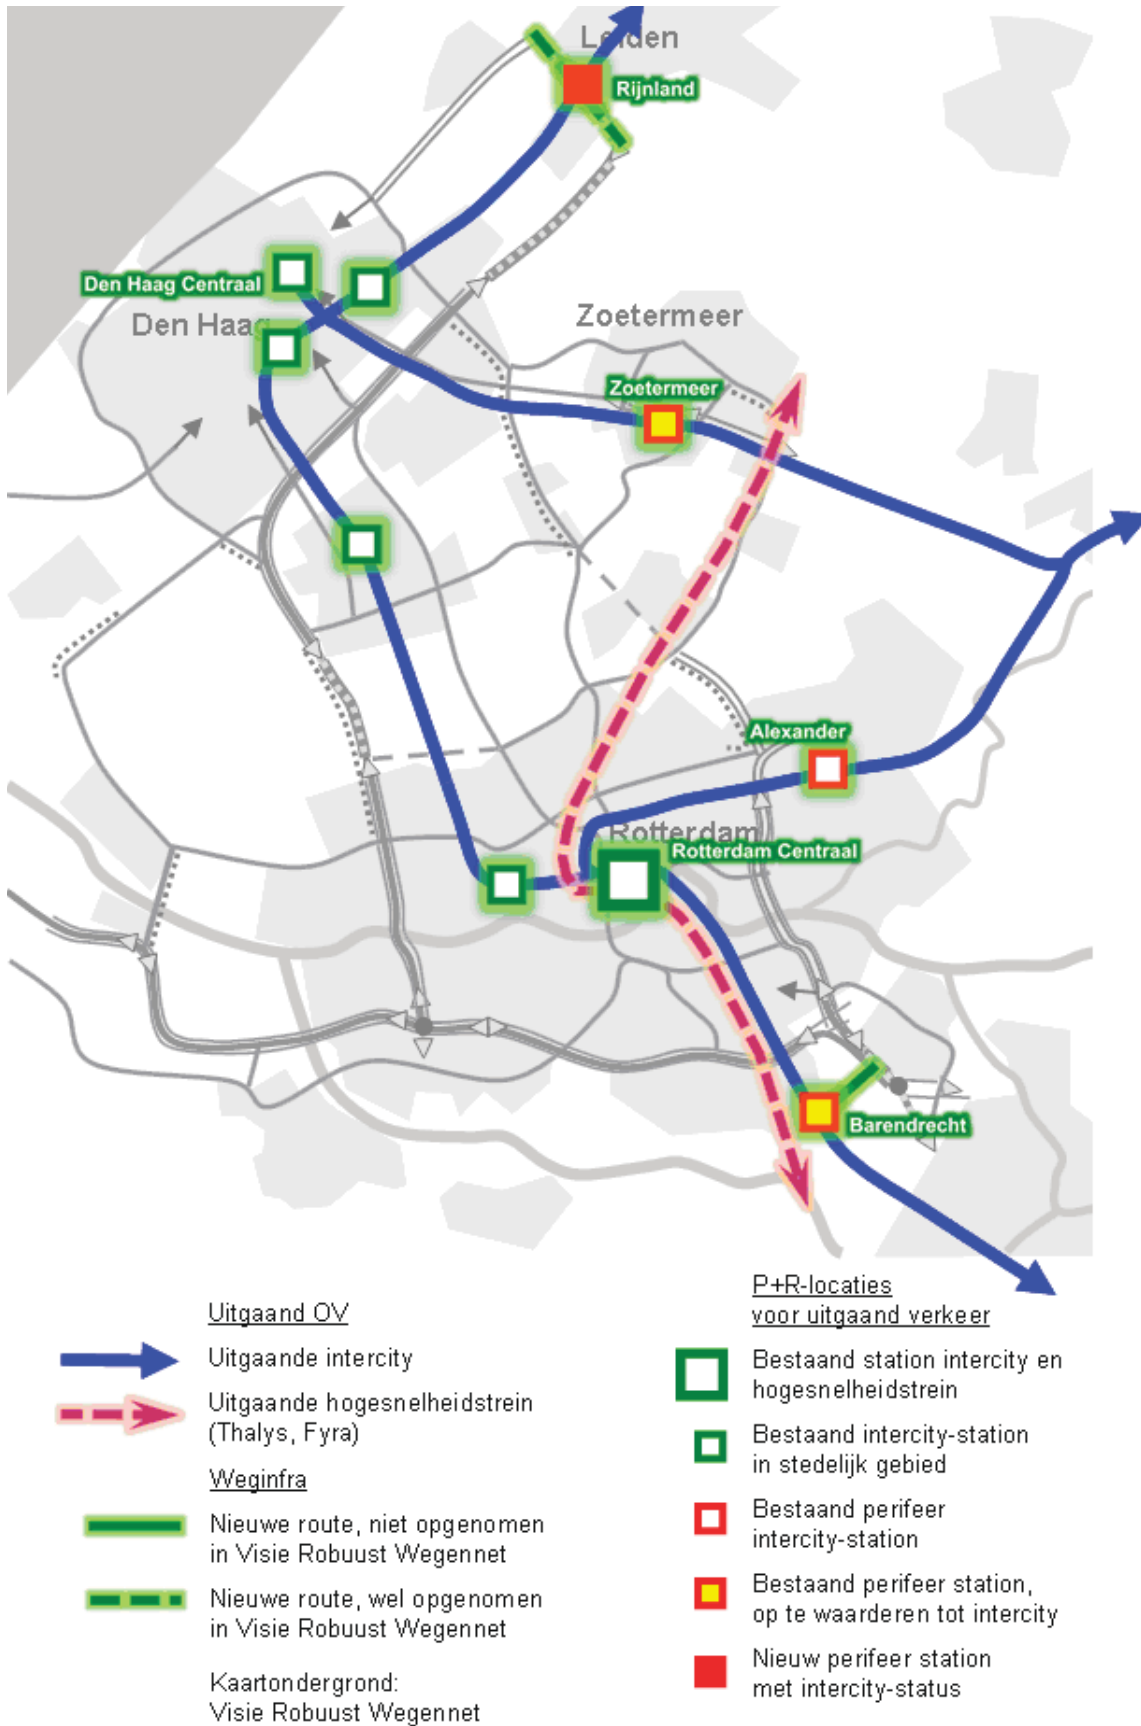 Leiden
Rijnland
Den Haag Centraal
Den Haag
Zoetermeer
Zoetermeer
Alexander
Rotterdam
Rotterdam Centraal
Barendrecht
Uitgaand OV
Uitgaande intercity
Uitgaande hogesnelheidstrein
(Thalys, Fyra)
Weginfra
Nieuwe route, niet opgenomen
in Visie Robuust Wegennet
Nieuwe route, wel opgenomen
in Visie Robuust Wegennet
Kaartondergrond:
Visie Robuust Wegennet
P+R-locaties
voor uitgaand verkeer
Bestaand station intercity en
hogesnelheidstrein
Bestaand intercity-station
in stedelijk gebied
Bestaand perifeer
intercity-station
Bestaand perifeer station,
op te waarderen tot intercity
Nieuw perifeer station
met intercity-status